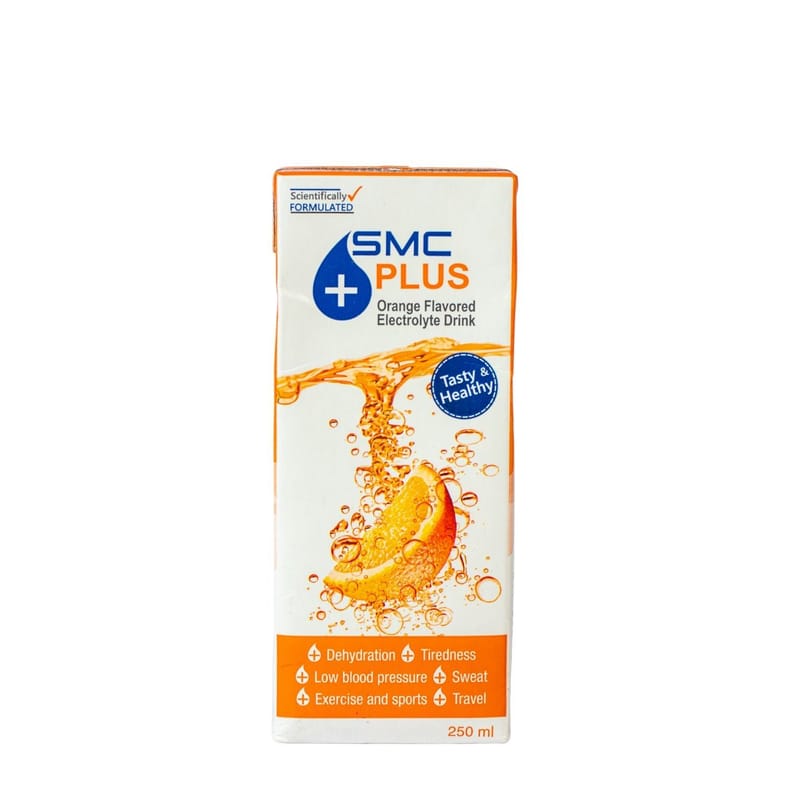 Scientifically
FORMULATED
SMC
PLUS
Orange Flavored
Electrolyte Drink
Tasty &
Healthy
Dehydration Tiredness
Low blood pressure Sweat
Exercise and sports Travel
250 ml